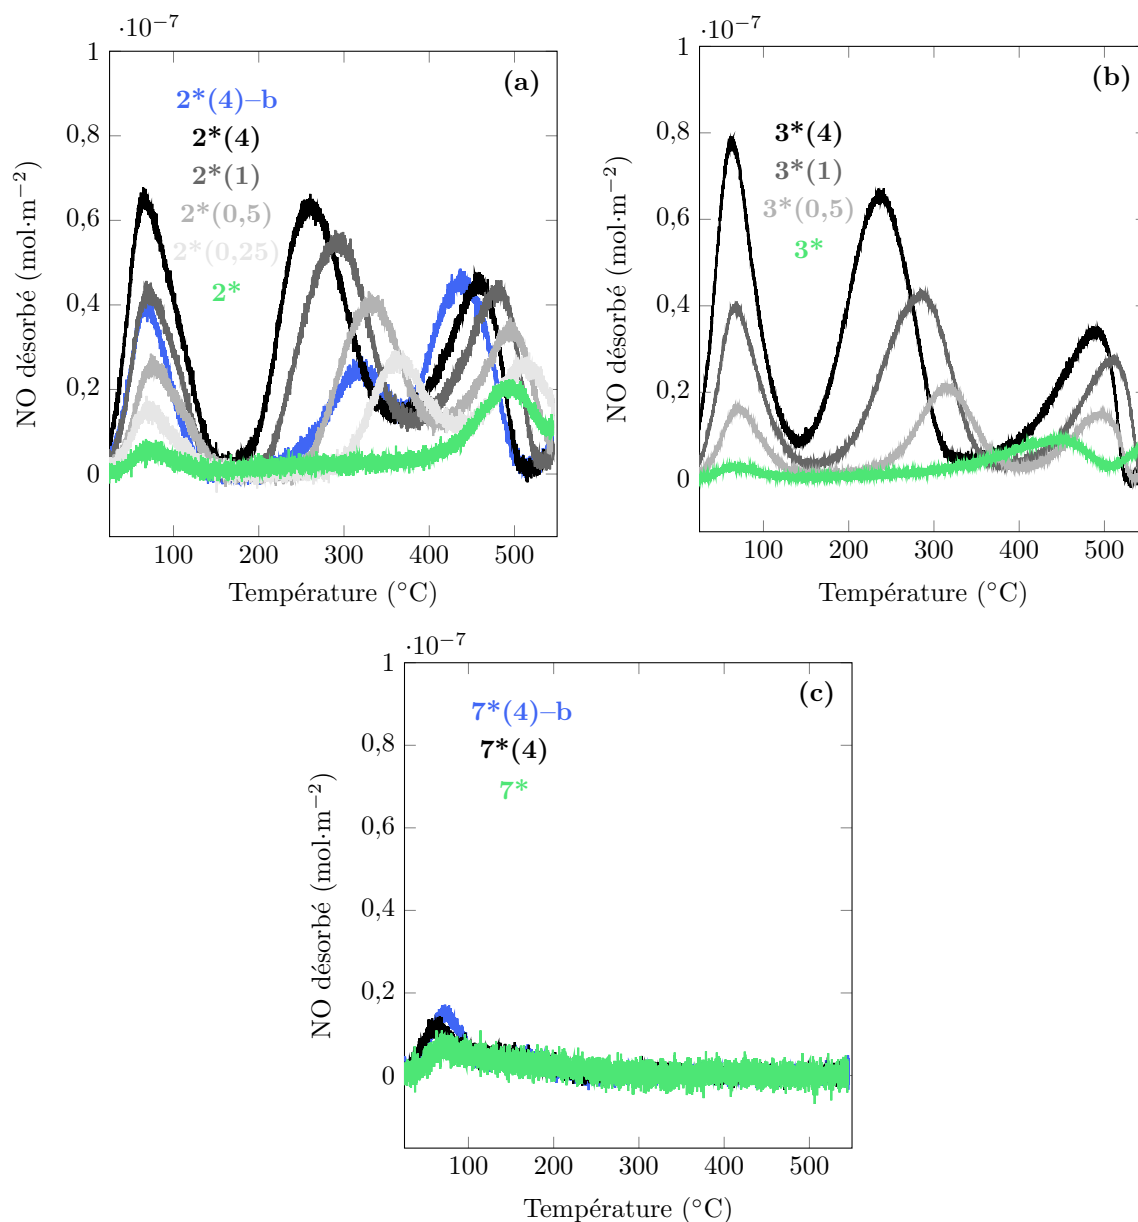 ·10−7
1
0,8
0,6
0,4
0,2
0
NO désorbé (mol·m−2)
(a)
2*(4)–b
2*(4)
2*(1)
2*(0,5)
2*(0,25)
2*
100 200 300 400 500
Température (°C)
·10−7
1
0,8
0,6
0,4
0,2
0
NO désorbé (mol·m−2)
(b)
3*(4)
3*(1)
3*(0,5)
3*
100 200 300 400 500
Température (°C)
·10−7
1
0,8
0,6
0,4
0,2
0
NO désorbé (mol·m−2)
(c)
7*(4)–b
7*(4)
7*
100 200 300 400 500
Température (°C)